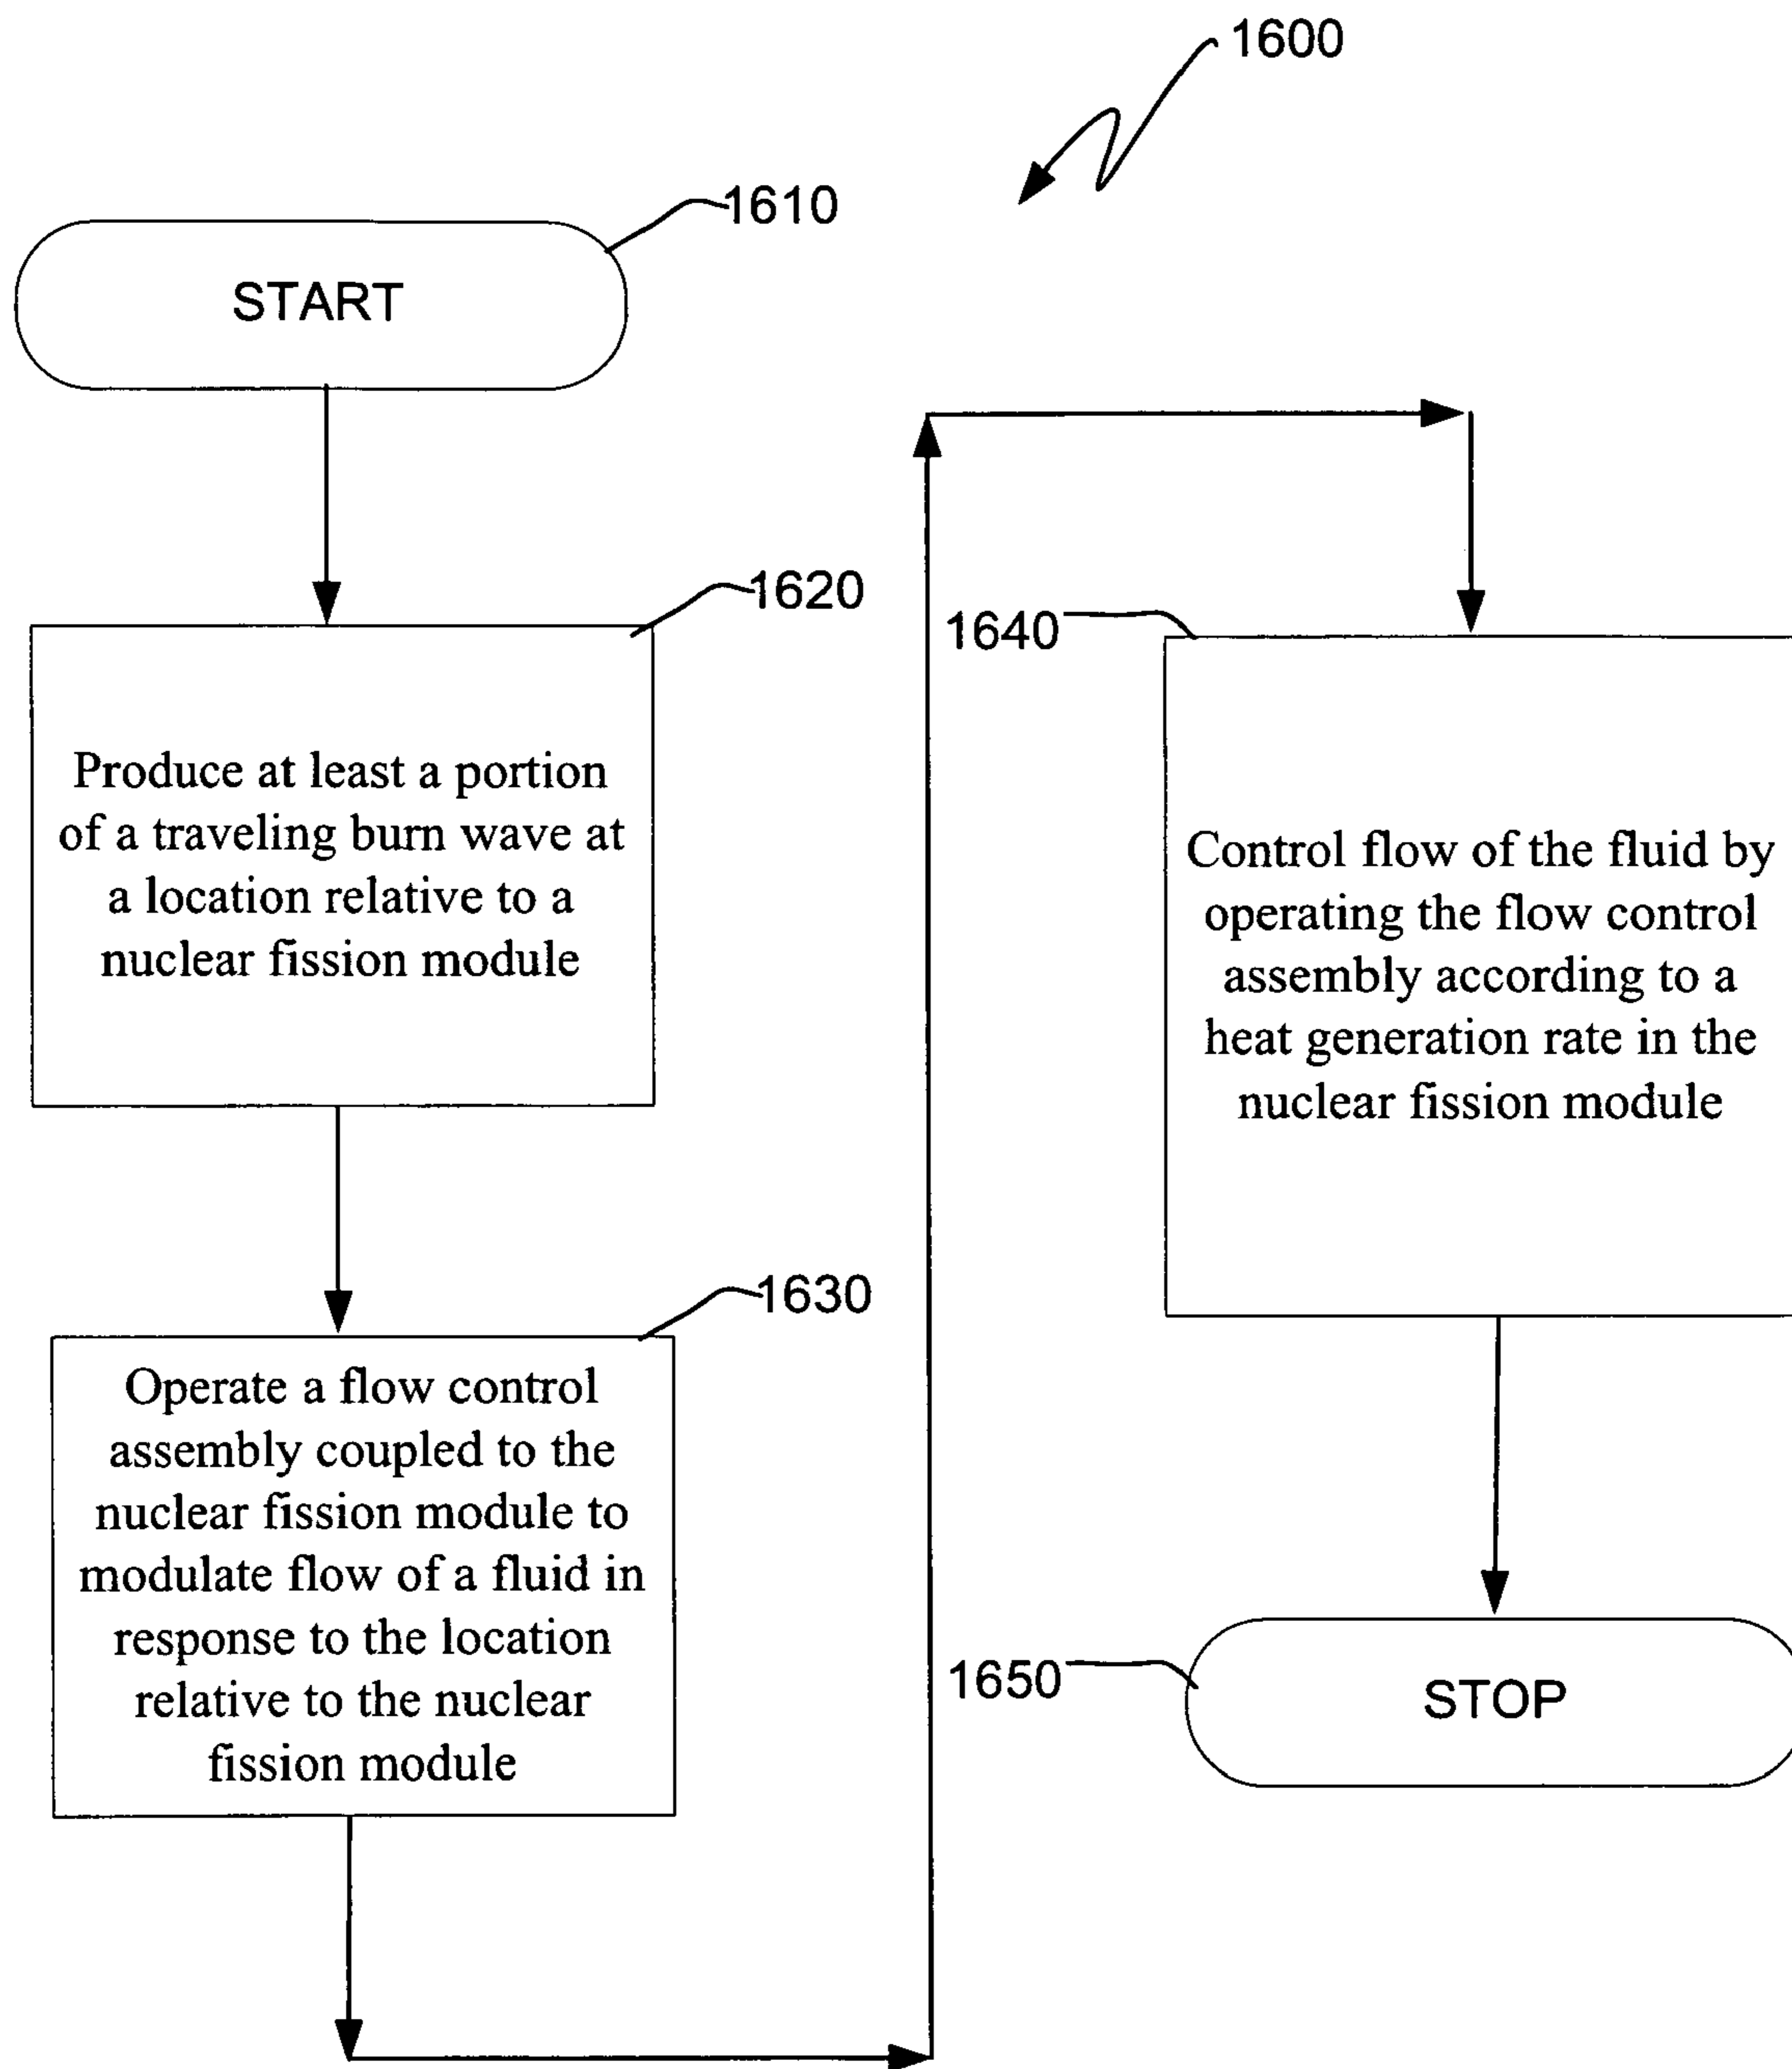 1600
1610
START
1620
Produce at least a portion
of a traveling burn wave at
a location relative to a
nuclear fission module
1630
Operate a flow control
assembly coupled to the
nuclear fission module to
modulate flow of a fluid in
response to the location
relative to the nuclear
fission module
1640
Control flow of the fluid by
operating the flow control
assembly according to a
heat generation rate in the
nuclear fission module
1650
STOP